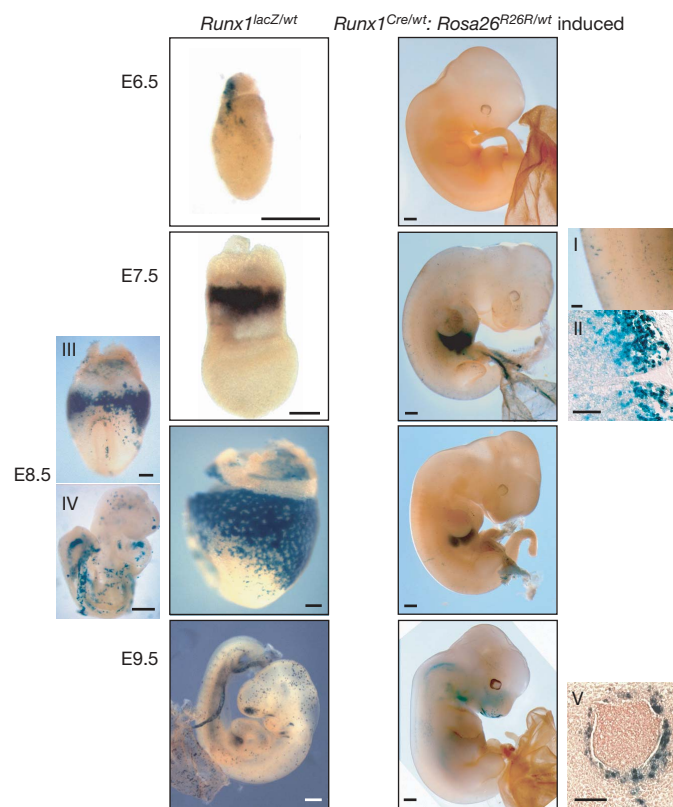 Runx1lacZ/wt Runx1Cre/wt: Rosa26R26R/wt induced
E6.5
E7.5
I
II
III
E8.5
IV
E9.5
V